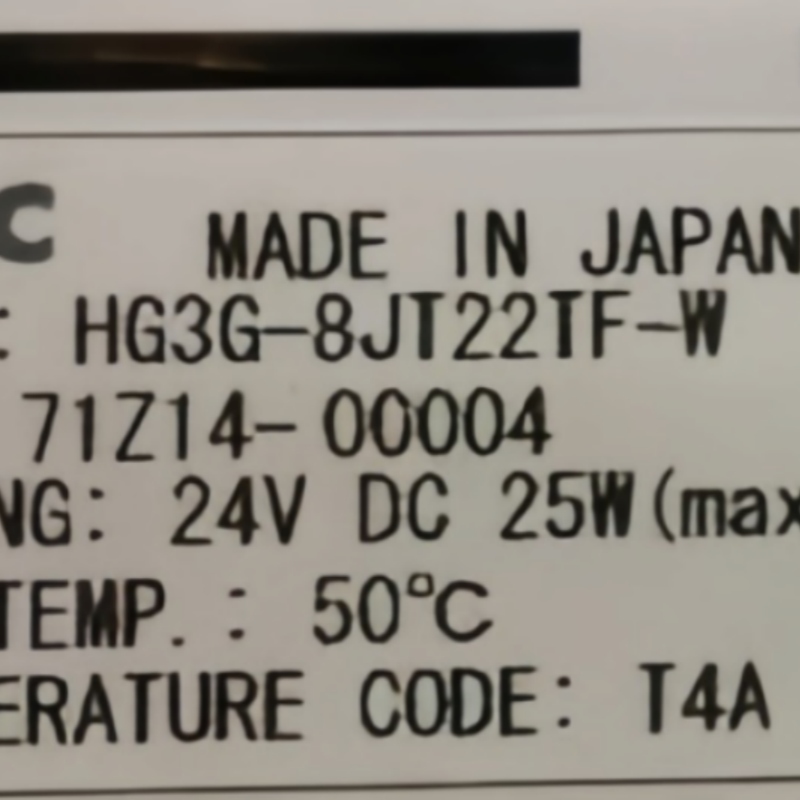 C MADE IN JAPAN
: HG3G-8JT22TF-W
71Z14-00004
NG: 24V DC 25W(max
TEMP.: 50°C
ERATURE CODE: T4A